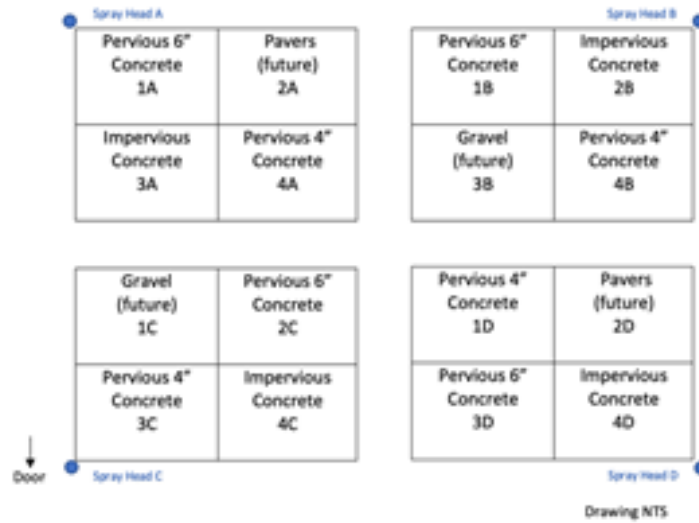 Spray Head A
Spray Head B
Pervious 6" Concrete 1A
Pavers (future) 2A
Pervious 6" Concrete 1B
Impervious Concrete 2B
Impervious Concrete 3A
Pervious 4" Concrete 4A
Gravel (future) 3B
Pervious 4" Concrete 4B
Gravel (future) 1C
Pervious 6" Concrete 2C
Pervious 4" Concrete 1D
Pavers (future) 2D
Pervious 4" Concrete 3C
Impervious Concrete 4C
Pervious 6" Concrete 3D
Impervious Concrete 4D
Door
Spray Head C
Spray Head D
Drawing NTS